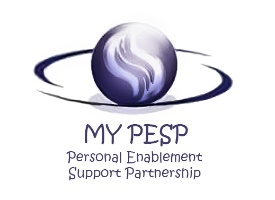 MY PESP
Personal Enablement
Support Partnership